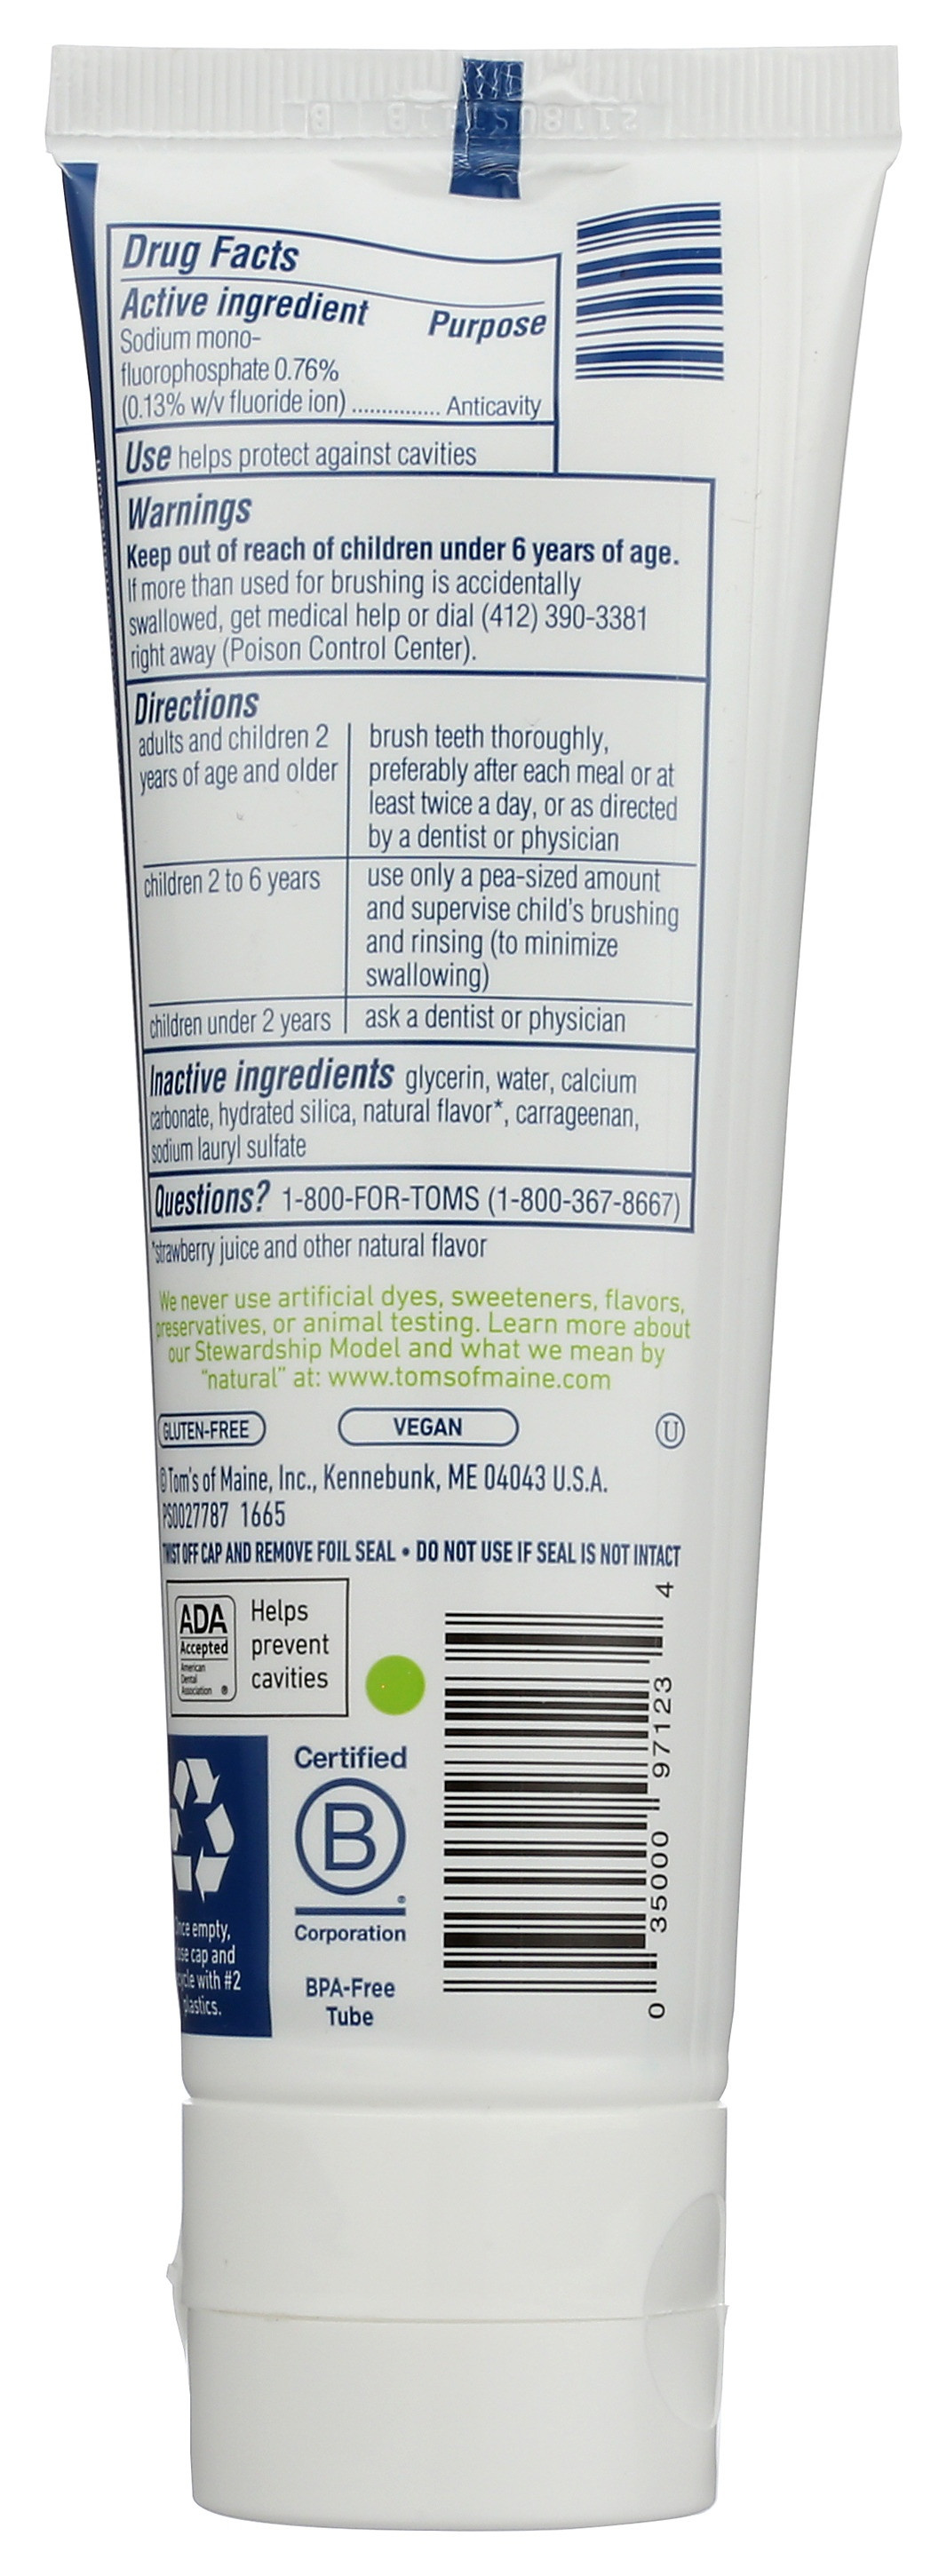 Drug Facts
Active ingredient Purpose
Sodium mono-
fluorophosphate 0.76%
(0.13% w/v fluoride ion) ............... Anticavity
Use helps protect against cavities
Warnings
Keep out of reach of children under 6 years of age.
If more than used for brushing is accidentally
swallowed, get medical help or dial (412) 390-3381
right away (Poison Control Center).
Directions
adults and children 2
years of age and older
brush teeth thoroughly,
preferably after each meal or at
least twice a day, or as directed
by a dentist or physician
children 2 to 6 years
use only a pea-sized amount
and supervise child's brushing
and rinsing (to minimize
swallowing)
children under 2 years
ask a dentist or physician
Inactive ingredients glycerin, water, calcium
carbonate, hydrated silica, natural flavor*, carrageenan,
sodium lauryl sulfate
Questions? 1-800-FOR-TOMS (1-800-367-8667)
*strawberry juice and other natural flavor
We never use artificial dyes, sweeteners, flavors,
preservatives, or animal testing. Learn more about
our Stewardship Model and what we mean by
"natural" at: www.tomsofmaine.com
GLUTEN-FREE
VEGAN
U
© Tom's of Maine, Inc., Kennebunk, ME 04043 U.S.A.
PS0027787 1665
TWIST OFF CAP AND REMOVE FOIL SEAL • DO NOT USE IF SEAL IS NOT INTACT
ADA
Accepted
American
Dental
Association ®
Helps
prevent
cavities
Certified
B
®
Corporation
BPA-Free
Tube
empty,
cap and
with #2
plastics.
0 35000 97123 4